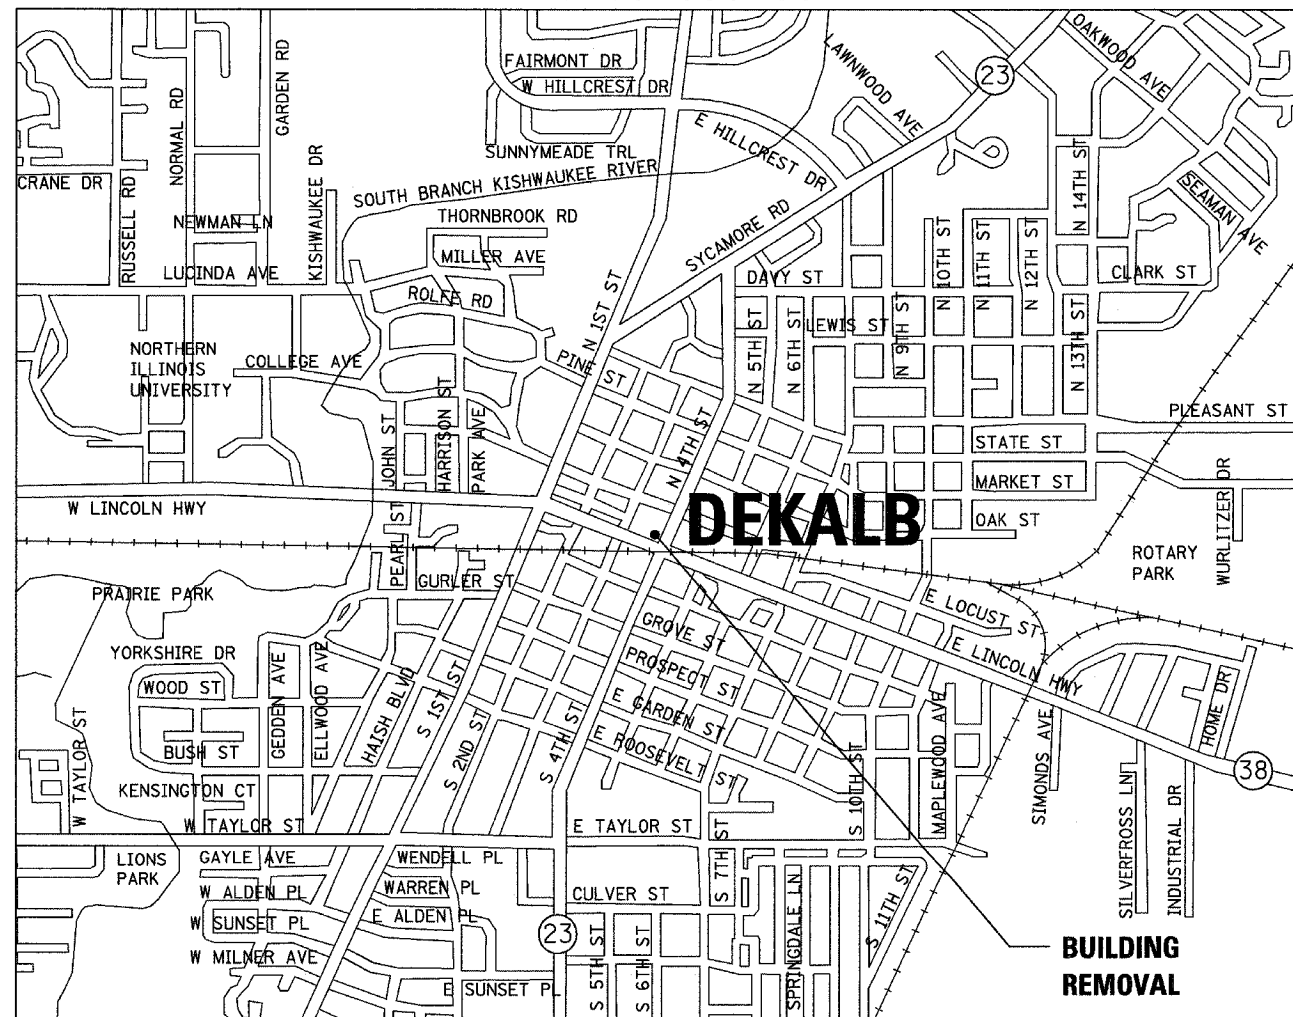 OAKWOOD AVE
LAWNWOOD AVE
23
FAIRMONT DR
W HILLCREST DR
GARDEN RD
NORMAL RD
E HILLCREST DR
SUNNYMEADE TRL
KISHWAUKEE DR
SOUTH BRANCH KISHWAUKEE RIVER
CRANE DR
RUSSELL RD
N 14TH ST
SEAMAN AVE
NEWMAN LN
THORNBROOK RD
SYCAMORE RD
N 10TH ST
N 11TH ST
N 12TH ST
MILLER AVE
LUCINDA AVE
DAVY ST
CLARK ST
ROLFE RD
N 1ST ST
N 5TH ST
N 6TH ST
LEWIS ST
N 9TH ST
N 13TH ST
NORTHERN
ILLINOIS
UNIVERSITY
COLLEGE AVE
PINE ST
PLEASANT ST
JOHN ST
HARRISON ST
PARK AVE
N 4TH ST
STATE ST
MARKET ST
WURLITZER DR
W LINCOLN HWY
DEKALB
OAK ST
PEARL ST
ROTARY
PARK
GURLER ST
PRAIRIE PARK
E LOCUST ST
GROVE ST
E LINCOLN HWY
YORKSHIRE DR
PROSPECT ST
WOOD ST
GEDDEN AVE
ELLWOOD AVE
HAISH BLVD
S 1ST ST
E GARDEN ST
HOME DR
W TAYLOR ST
BUSH ST
S 2ND ST
S 4TH ST
E ROOSEVELT ST
S 10TH ST
MAPLEWOOD AVE
SIMONDS AVE
38
KENSINGTON CT
W TAYLOR ST
E TAYLOR ST
SILVERFROSS LN
INDUSTRIAL DR
LIONS
PARK
GAYLE AVE
WENDELL PL
S 7TH ST
W ALDEN PL
WARREN PL
CULVER ST
SPRINGDALE LN
S 11TH ST
W SUNSET PL
E ALDEN PL
23
S 5TH ST
S 6TH ST
W MILNER AVE
E SUNSET PL
BUILDING
REMOVAL